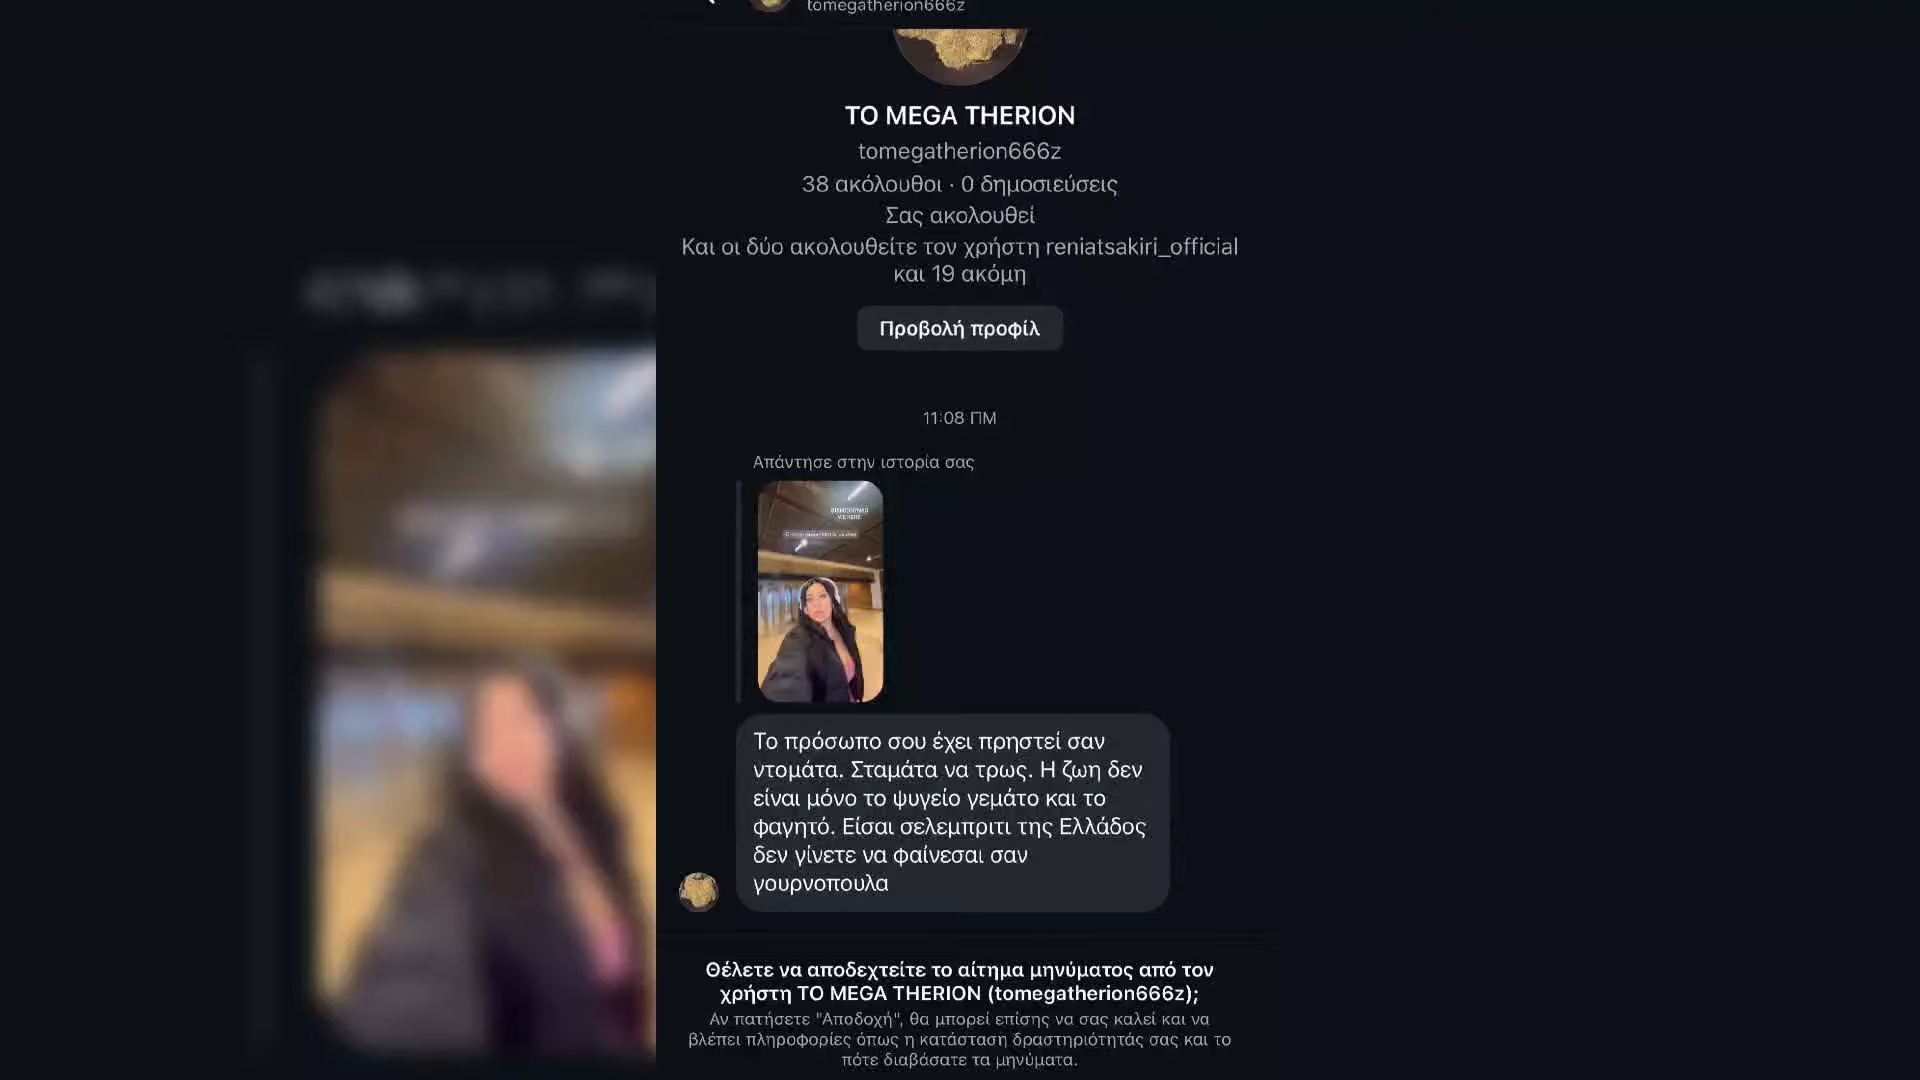 tomegatherion666z
TO MEGA THERION
tomegatherion666z
38 ακόλουθοι · 0 δημοσιεύσεις
Σας ακολουθεί
Και οι δύο ακολουθείτε τον χρήστη reniatsakiri_official
και 19 ακόμη
Προβολή προφίλ
11:08 ΠΜ
Απάντησε στην ιστορία σας
WE HERE
Το πρόσωπο σου έχει πρηστεί σαν
ντομάτα. Σταμάτα να τρως. Η ζωη δεν
είναι μόνο το ψυγείο γεμάτο και το
φαγητό. Είσαι σελεμπριτι της Ελλάδος
δεν γίνετε να φαίνεσαι σαν
γουρνοπουλα
Θέλετε να αποδεχτείτε το αίτημα μηνύματος από τον
χρήστη TO MEGA THERION (tomegatherion666z);
Αν πατήσετε "Αποδοχή", θα μπορεί επίσης να σας καλεί και να
βλέπει πληροφορίες όπως η κατάσταση δραστηριότητάς σας και το
πότε διαβάσατε τα μηνύματα.